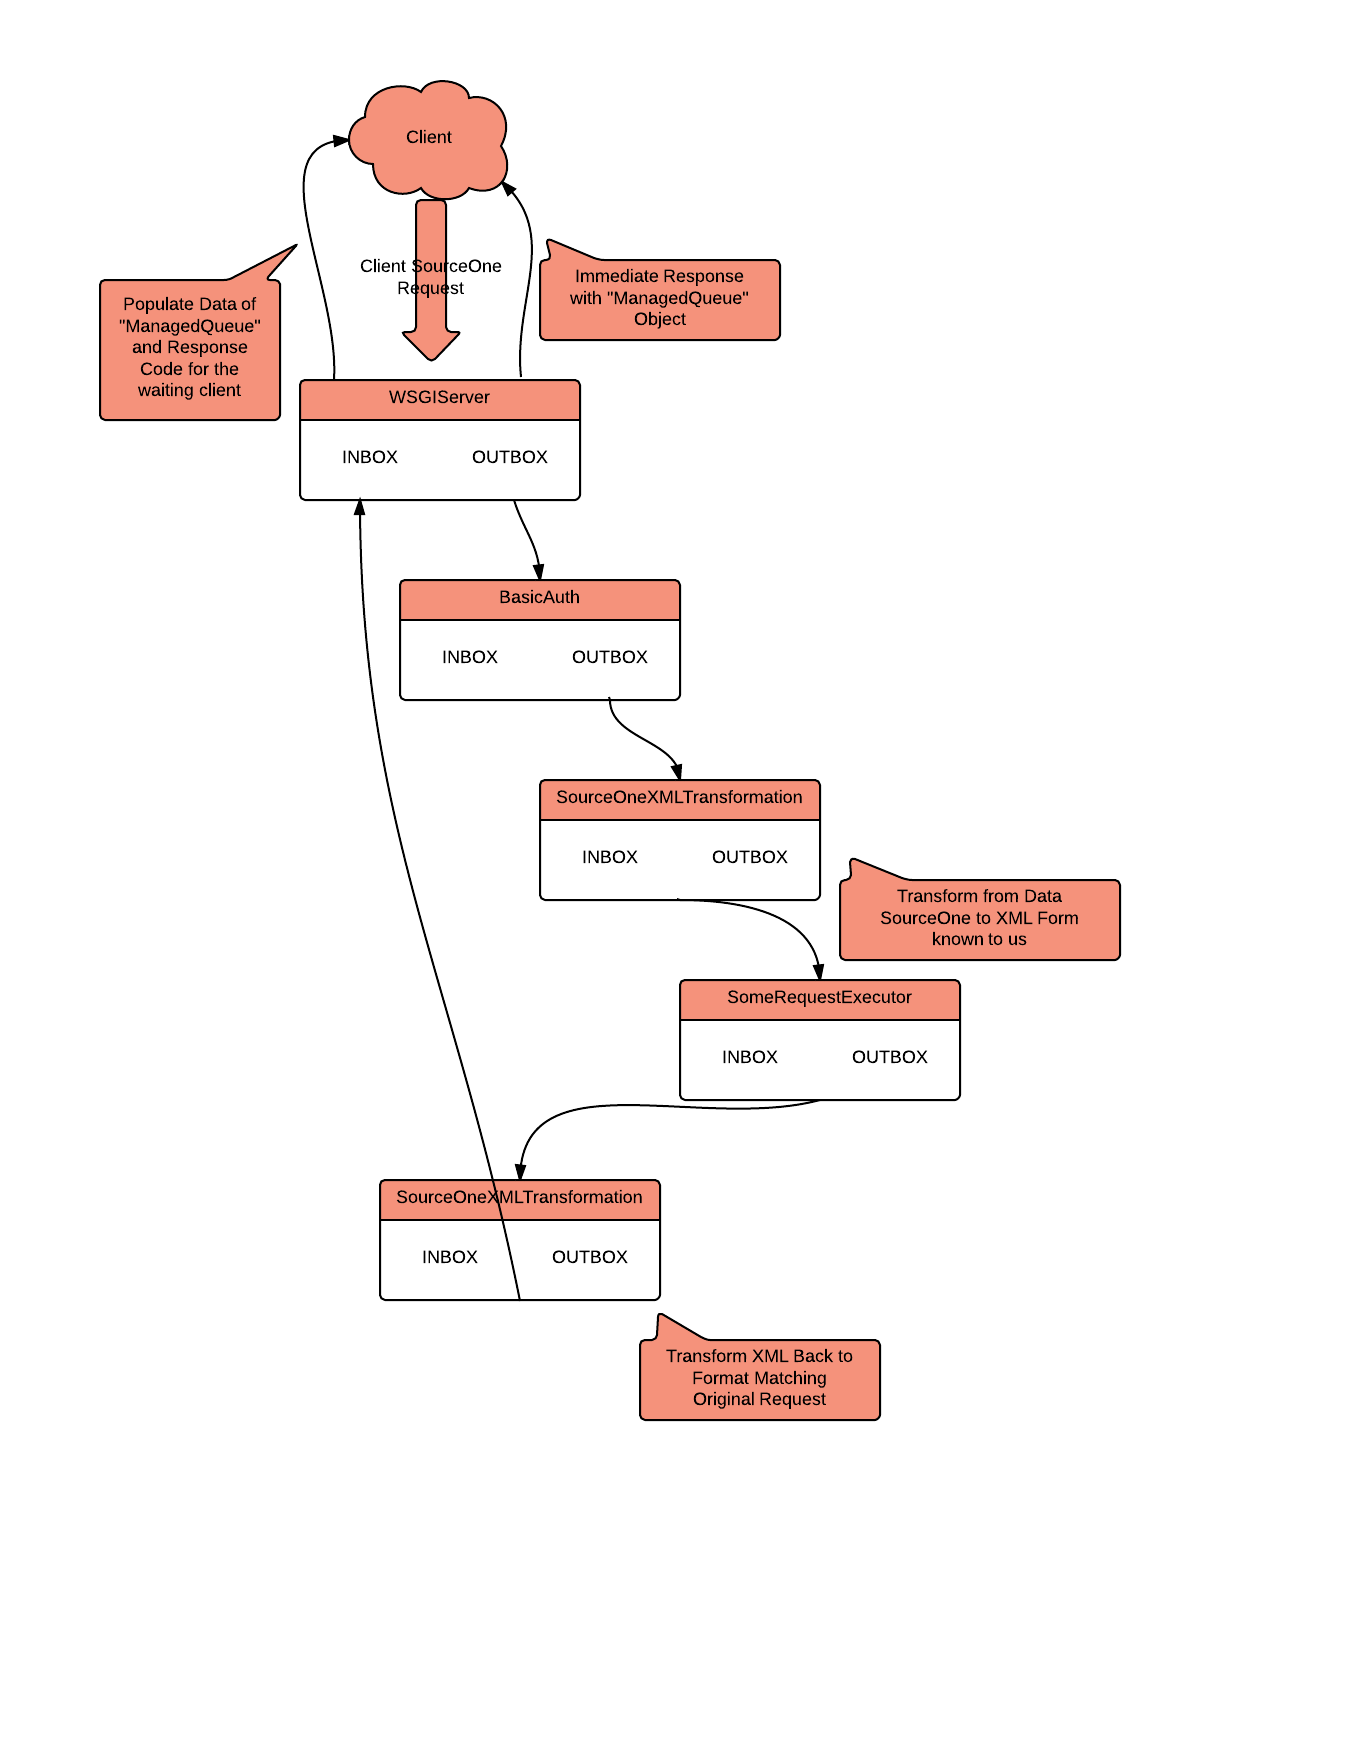 Client
Client SourceOne
Request
Immediate Response
with "ManagedQueue"
Object
Populate Data of
"ManagedQueue"
and Response
Code for the
waiting client
WSGIServer
INBOX OUTBOX
BasicAuth
INBOX OUTBOX
SourceOneXMLTransformation
INBOX OUTBOX
Transform from Data
SourceOne to XML Form
known to us
SomeRequestExecutor
INBOX OUTBOX
SourceOneXMLTransformation
INBOX OUTBOX
Transform XML Back to
Format Matching
Original Request